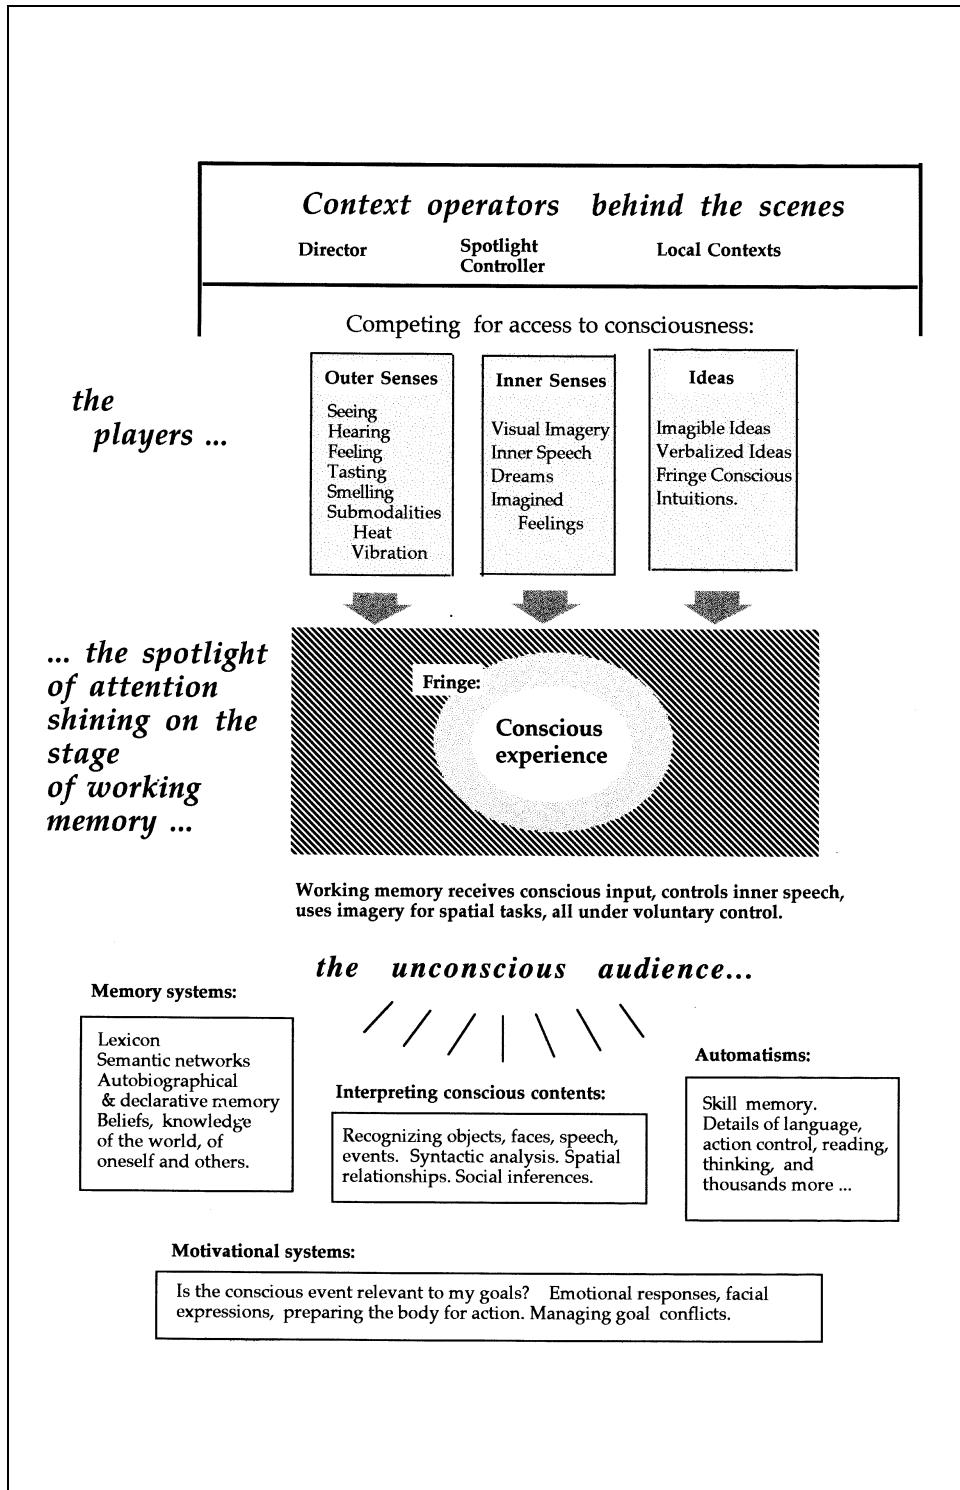 Context operators behind the scenes
Director
Spotlight
Controller
Local Contexts
Competing for access to consciousness:
the
players ...
Outer Senses
Seeing
Hearing
Feeling
Tasting
Smelling
Submodalities
Heat
Vibration
Inner Senses
Visual Imagery
Inner Speech
Dreams
Imagined
Feelings
Ideas
Imagible Ideas
Verbalized Ideas
Fringe Conscious
Intuitions.
... the spotlight
of attention
shining on the
stage
of working
memory ...
Fringe:
Conscious
experience
Working memory receives conscious input, controls inner speech,
uses imagery for spatial tasks, all under voluntary control.
the unconscious audience...
Memory systems:
Lexicon
Semantic networks
Autobiographical
& declarative memory
Beliefs, knowledge
of the world, of
oneself and others.
Interpreting conscious contents:
Recognizing objects, faces, speech,
events. Syntactic analysis. Spatial
relationships. Social inferences.
Automatisms:
Skill memory.
Details of language,
action control, reading,
thinking, and
thousands more ...
Motivational systems:
Is the conscious event relevant to my goals? Emotional responses, facial
expressions, preparing the body for action. Managing goal conflicts.